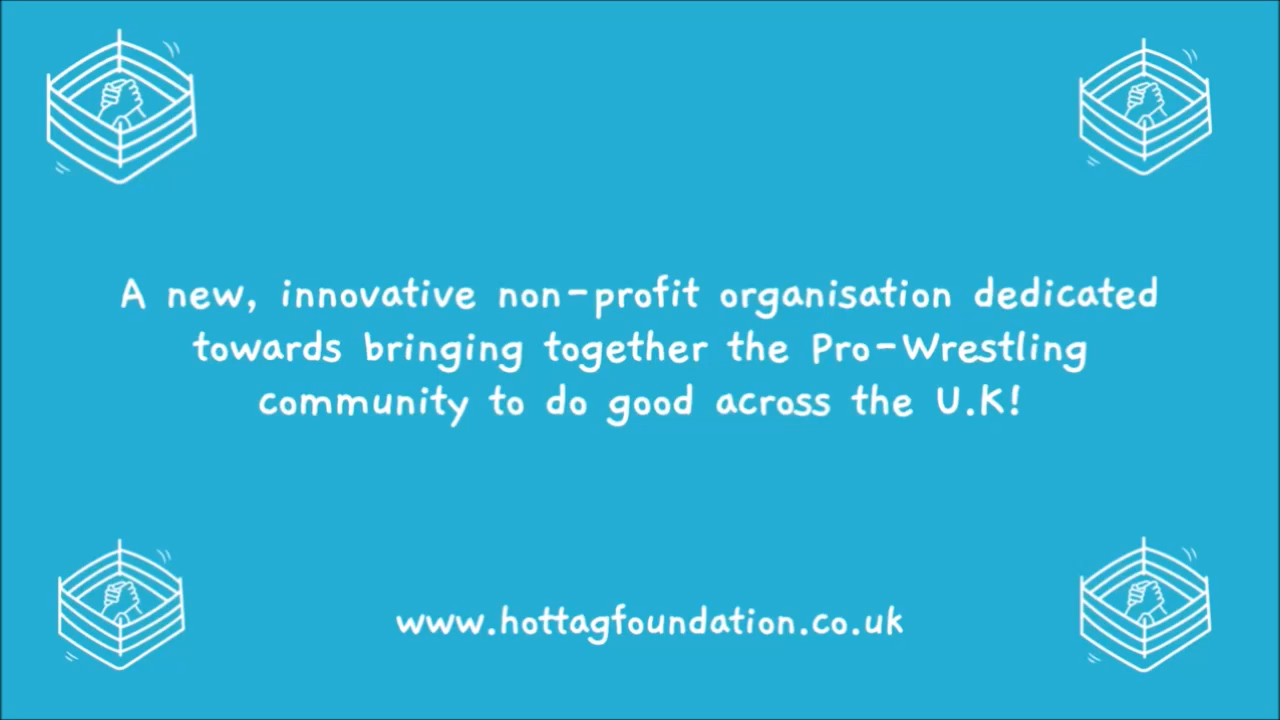 A new, innovative non-profit organisation dedicated
towards bringing together the Pro-Wrestling
community to do good across the U.K!
www.hottagfoundation.co.uk